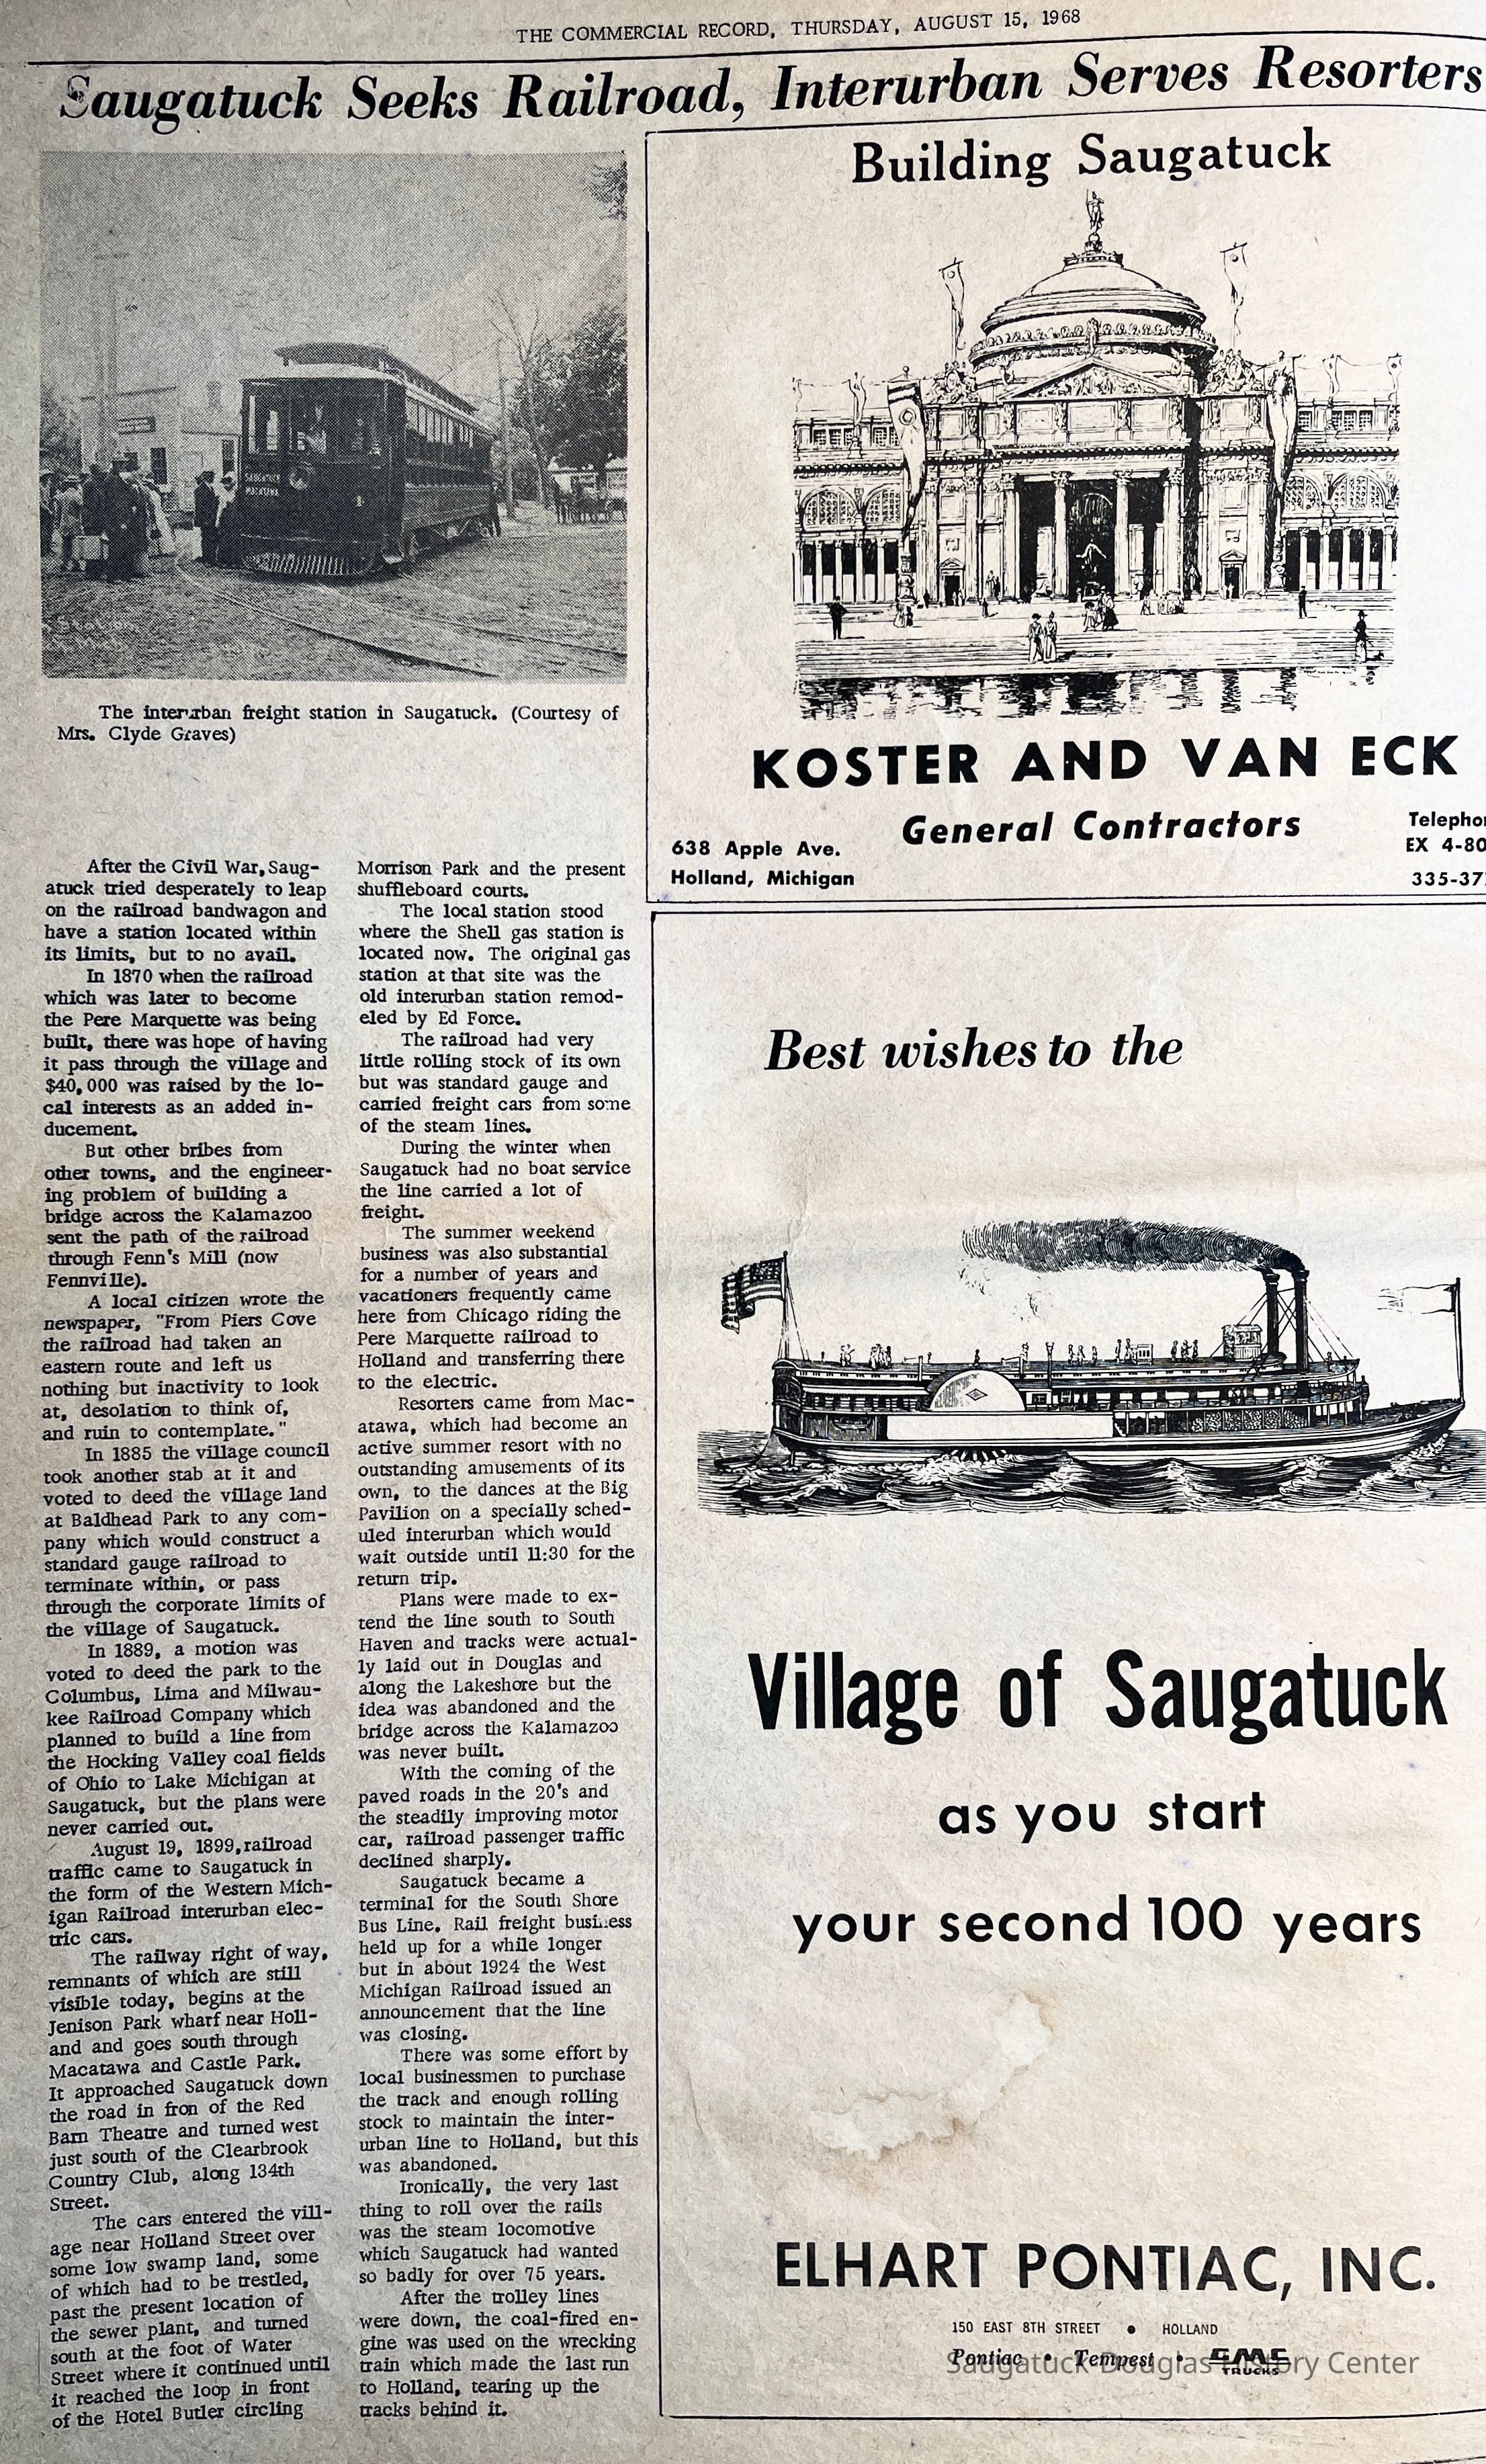 THE COMMERCIAL RECORD, THURSDAY, AUGUST 15, 1968
Saugatuck Seeks Railroad, Interurban Serves Resorters
SAUGATUCK
MACATAWA
1
The interurban freight station in Saugatuck. (Courtesy of
Mrs. Clyde Graves)
After the Civil War, Saug-
atuck tried desperately to leap
on the railroad bandwagon and
have a station located within
its limits, but to no avail.
In 1870 when the railroad
which was later to become
the Pere Marquette was being
built, there was hope of having
it pass through the village and
$40,000 was raised by the lo-
cal interests as an added in-
ducement.
But other bribes from
other towns, and the engineer-
ing problem of building a
bridge across the Kalamazoo
sent the path of the railroad
through Fenn's Mill (now
Fennville).
A local citizen wrote the
newspaper, "From Piers Cove
the railroad had taken an
eastern route and left us
nothing but inactivity to look
at, desolation to think of,
and ruin to contemplate."
In 1885 the village council
took another stab at it and
voted to deed the village land
at Baldhead Park to any com-
pany which would construct a
standard gauge railroad to
terminate within, or pass
through the corporate limits of
the village of Saugatuck.
In 1889, a motion was
voted to deed the park to the
Columbus, Lima and Milwau-
kee Railroad Company which
planned to build a line from
the Hocking Valley coal fields
of Ohio to Lake Michigan at
Saugatuck, but the plans were
never carried out.
August 19, 1899, railroad
traffic came to Saugatuck in
the form of the Western Mich-
igan Railroad interurban elec-
tric cars.
The railway right of way,
remnants of which are still
visible today, begins at the
Jenison Park wharf near Holl-
and and goes south through
Macatawa and Castle Park.
It approached Saugatuck down
the road in fron of the Red
Barn Theatre and turned west
just south of the Clearbrook
Country Club, along 134th
Street.
The cars entered the vill-
age near Holland Street over
some low swamp land, some
of which had to be trestled,
past the present location of
the sewer plant, and turned
south at the foot of Water
Street where it continued until
it reached the loop in front
of the Hotel Butler circling
Morrison Park and the present
shuffleboard courts.
The local station stood
where the Shell gas station is
located now. The original gas
station at that site was the
old interurban station remod-
eled by Ed Force.
The railroad had very
little rolling stock of its own
but was standard gauge and
carried freight cars from some
of the steam lines.
During the winter when
Saugatuck had no boat service
the line carried a lot of
freight.
The summer weekend
business was also substantial
for a number of years and
vacationers frequently came
here from Chicago riding the
Pere Marquette railroad to
Holland and transferring there
to the electric.
Resorters came from Mac-
atawa, which had become an
active summer resort with no
outstanding amusements of its
own, to the dances at the Big
Pavilion on a specially sched-
uled interurban which would
wait outside until 11:30 for the
return trip.
Plans were made to ex-
tend the line south to South
Haven and tracks were actual-
ly laid out in Douglas and
along the Lakeshore but the
idea was abandoned and the
bridge across the Kalamazoo
was never built.
With the coming of the
paved roads in the 20's and
the steadily improving motor
car, railroad passenger traffic
declined sharply.
Saugatuck became a
terminal for the South Shore
Bus Line. Rail freight business
held up for a while longer
but in about 1924 the West
Michigan Railroad issued an
announcement that the line
was closing.
There was some effort by
local businessmen to purchase
the track and enough rolling
stock to maintain the inter-
urban line to Holland, but this
was abandoned.
Ironically, the very last
thing to roll over the rails
was the steam locomotive
which Saugatuck had wanted
so badly for over 75 years.
After the trolley lines
were down, the coal-fired en-
gine was used on the wrecking
train which made the last run
to Holland, tearing up the
tracks behind it.
Building Saugatuck
KOSTER AND VAN ECK
General Contractors
638 Apple Ave.
Holland, Michigan
Telepho
EX 4-80
335-37
Best wishes to the
Village of Saugatuck
as you start
your second 100 years
ELHART PONTIAC, INC.
150 EAST 8TH STREET • HOLLAND
Pontiac • Tempest • GMC
TRUCKS
Saugatuck-Douglas History Center